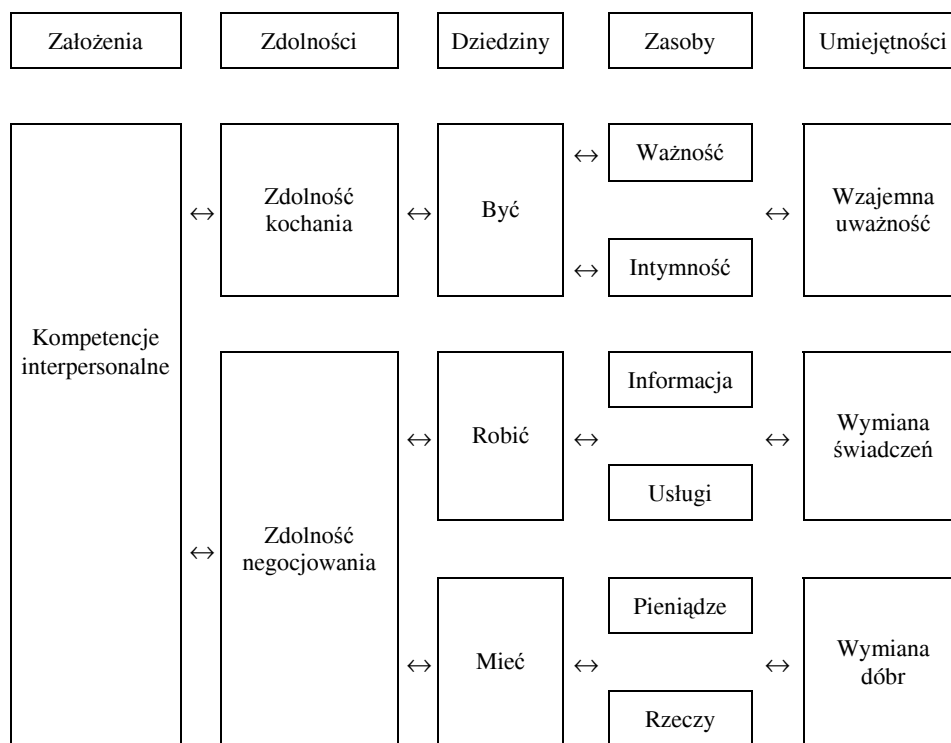 Założenia
Zdolności
Dziedziny
Zasoby
Umiejętności
Kompetencje
interpersonalne
↔
Zdolność
kochania
↔
Być
↔
Ważność
↔
Intymność
↔
Wzajemna
uważność
↔
Zdolność
negocjowania
↔
Robić
↔
Informacja
Usługi
↔
Wymiana
świadczeń
↔
Mieć
↔
Pieniądze
Rzeczy
↔
Wymiana
dóbr